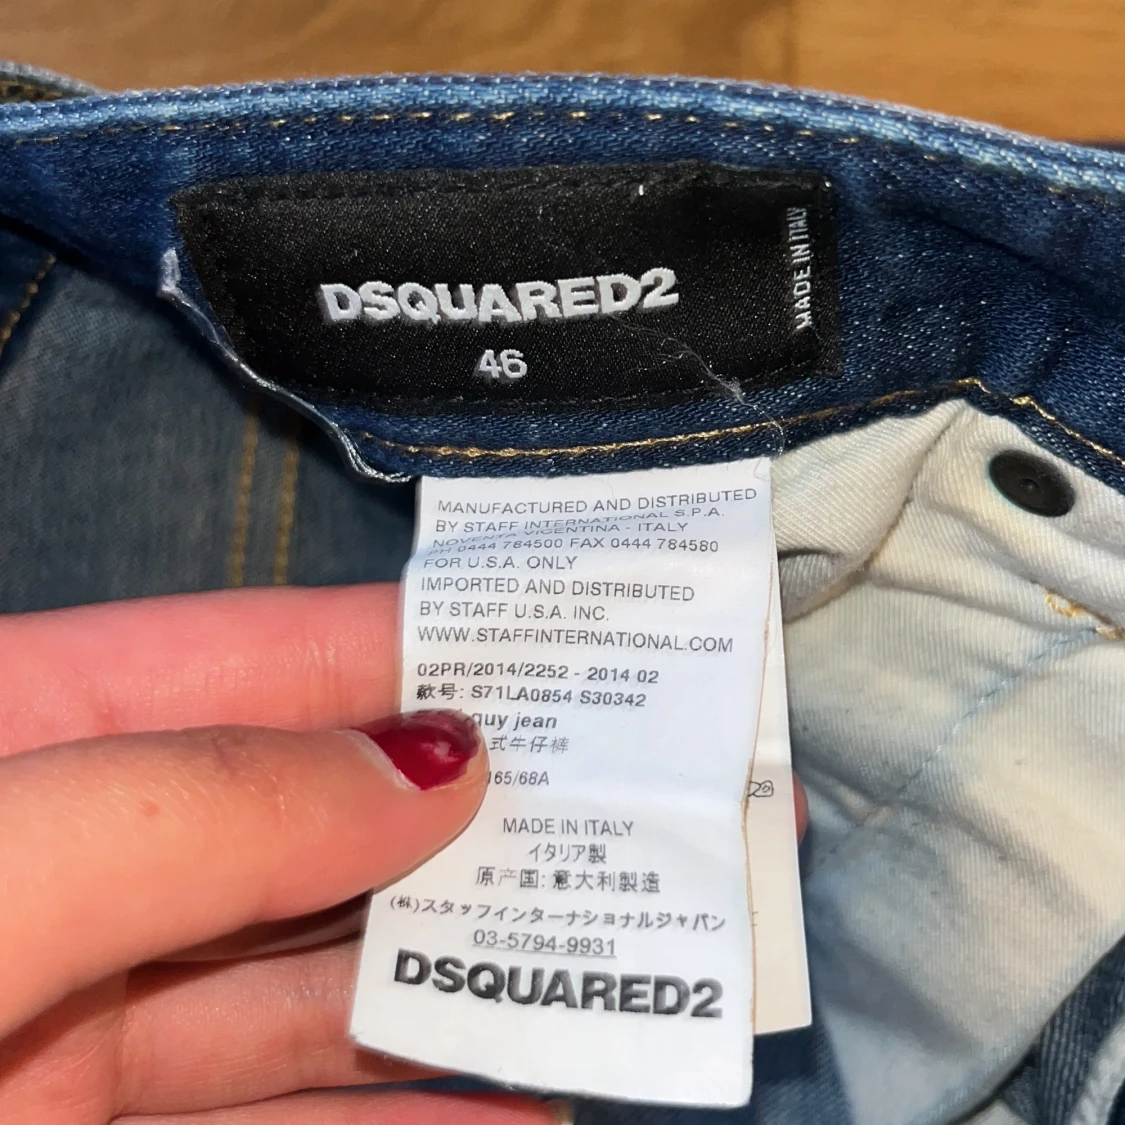 DSQUARED2
46
MADE IN ITALY
MANUFACTURED AND DISTRIBUTED
BY STAFF INTERNATIONAL S.P.A.
NOVENTA VICENTINA - ITALY
PH 0444 784500 FAX 0444 784580
FOR U.S.A. ONLY
IMPORTED AND DISTRIBUTED
BY STAFF U.S.A. INC.
WWW.STAFFINTERNATIONAL.COM
02PR/2014/2252 - 2014 02
款号: S71LA0854 S30342
guy jean
式牛仔裤
165/68A
MADE IN ITALY
イタリア製
原产国: 意大利製造
(株)スタッフインターナショナルジャパン
03-5794-9931
DSQUARED2